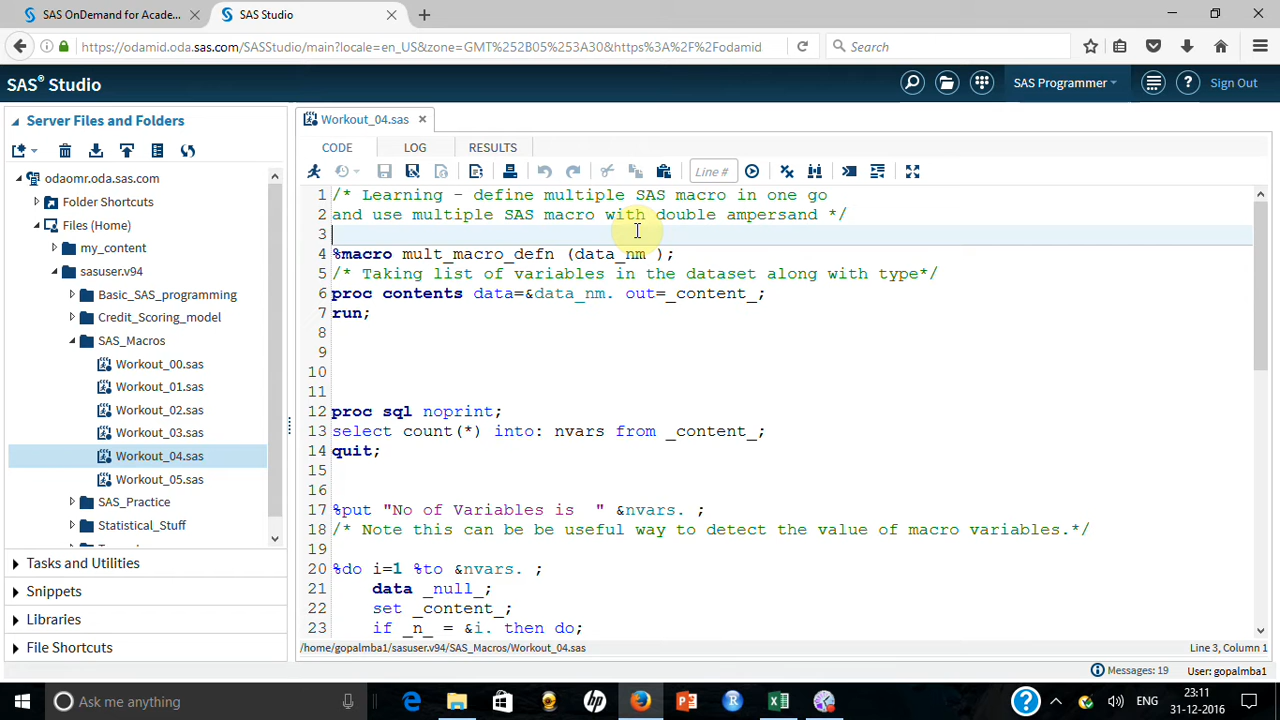 SAS OnDemand for Acade...
SAS Studio
https://odamid.oda.sas.com/SASStudio/main?locale=en_US&zone=GMT%252B05%253A30&https%3A%2F%2Fodamid
Search
SAS® Studio
SAS Programmer
Sign Out
Server Files and Folders
odaomr.oda.sas.com
Folder Shortcuts
Files (Home)
my_content
sasuser.v94
Basic_SAS_programming
Credit_Scoring_model
SAS_Macros
Workout_00.sas
Workout_01.sas
Workout_02.sas
Workout_03.sas
Workout_04.sas
Workout_05.sas
SAS_Practice
Statistical_Stuff
Tasks and Utilities
Snippets
Libraries
File Shortcuts
Workout_04.sas
CODE LOG RESULTS
Line #
1 /* Learning - define multiple SAS macro in one go
2 and use multiple SAS macro with double ampersand */
3
4 %macro mult_macro_defn (data_nm );
5 /* Taking list of variables in the dataset along with type*/
6 proc contents data=&data_nm. out=_content_;
7 run;
8
9
10
11
12 proc sql noprint;
13 select count(*) into: nvars from _content_;
14 quit;
15
16
17 %put "No of Variables is  " &nvars. ;
18 /* Note this can be be useful way to detect the value of macro variables.*/
19
20 %do i=1 %to &nvars. ;
21 data _null_;
22 set _content_;
23 if _n_ = &i. then do;
/home/gopalmba1/sasuser.v94/SAS_Macros/Workout_04.sas
Line 3, Column 1
Messages: 19
User: gopalmba1
Ask me anything
ENG
23:11
31-12-2016